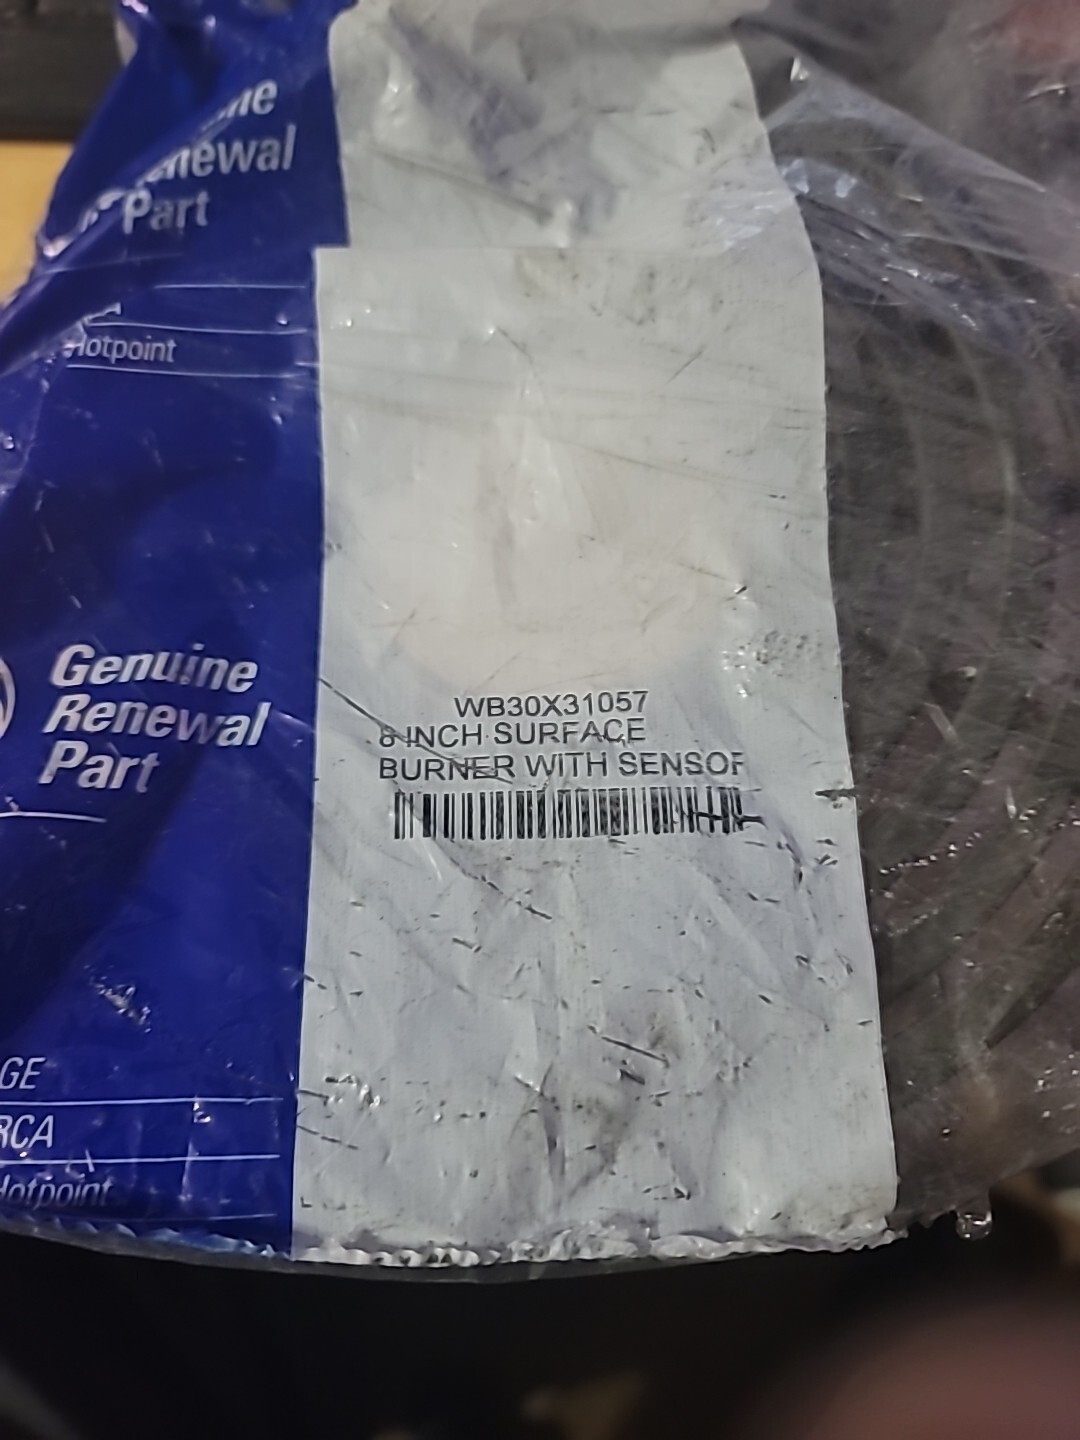 Renewal
Part
Hotpoint
Genuine
Renewal
Part
WB30X31057
8 INCH SURFACE
BURNER WITH SENSOR
GE
RCA
Hotpoint